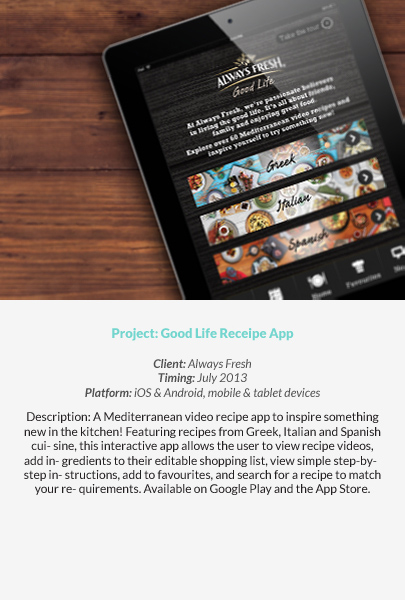 Take the tour
ALWAYS FRESH
Good Life
At Always Fresh, we're passionate believers
in living the good life. It's all about friends,
family and enjoying great food.
Explore over 60 Mediterranean video recipes and
inspire yourself to try something new!
Greek
Italian
Spanish
Home
Favourites
Project: Good Life Receipe App
Client: Always Fresh
Timing: July 2013
Platform: iOS & Android, mobile & tablet devices
Description: A Mediterranean video recipe app to inspire something
new in the kitchen! Featuring recipes from Greek, Italian and Spanish
cui- sine, this interactive app allows the user to view recipe videos,
add in- gredients to their editable shopping list, view simple step-by-
step in- structions, add to favourites, and search for a recipe to match
your re- quirements. Available on Google Play and the App Store.